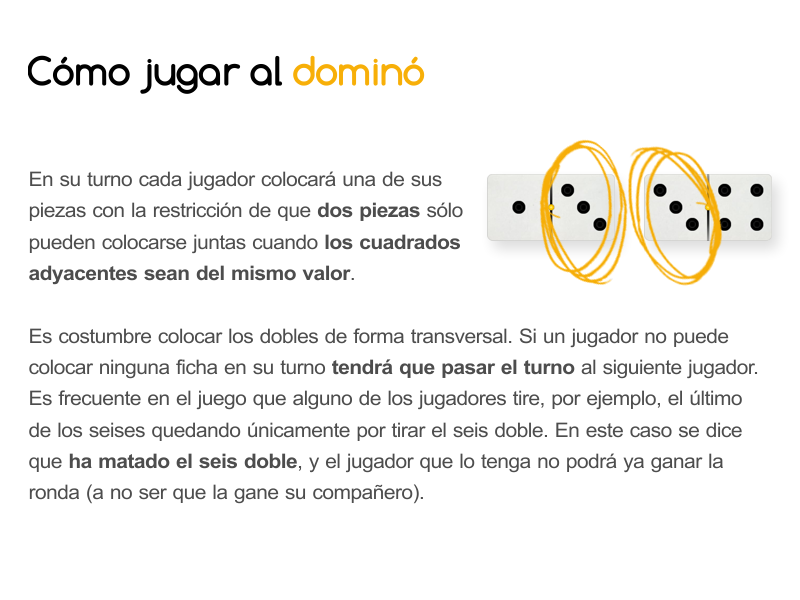 Cómo jugar al dominó
En su turno cada jugador colocará una de sus
piezas con la restricción de que dos piezas sólo
pueden colocarse juntas cuando los cuadrados
adyacentes sean del mismo valor.
Es costumbre colocar los dobles de forma transversal. Si un jugador no puede
colocar ninguna ficha en su turno tendrá que pasar el turno al siguiente jugador.
Es frecuente en el juego que alguno de los jugadores tire, por ejemplo, el último
de los seises quedando únicamente por tirar el seis doble. En este caso se dice
que ha matado el seis doble, y el jugador que lo tenga no podrá ya ganar la
ronda (a no ser que la gane su compañero).